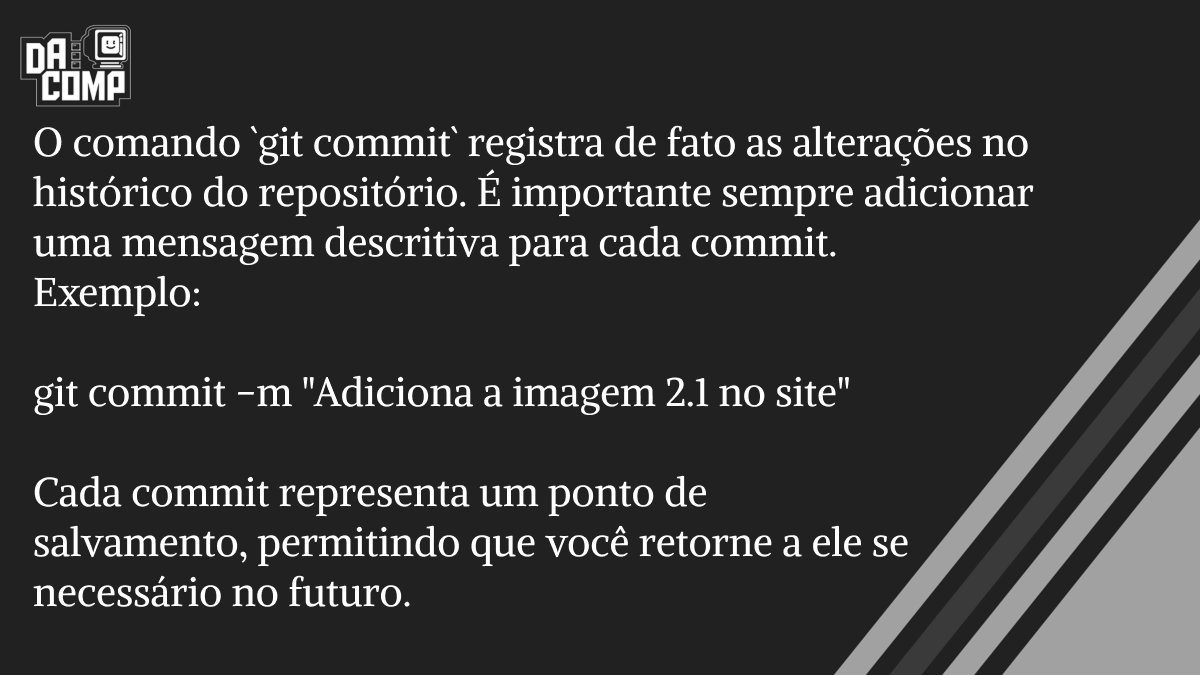 DA
COMP
O comando `git commit` registra de fato as alterações no
histórico do repositório. É importante sempre adicionar
uma mensagem descritiva para cada commit.
Exemplo:
git commit -m "Adiciona a imagem 2.1 no site"
Cada commit representa um ponto de
salvamento, permitindo que você retorne a ele se
necessário no futuro.